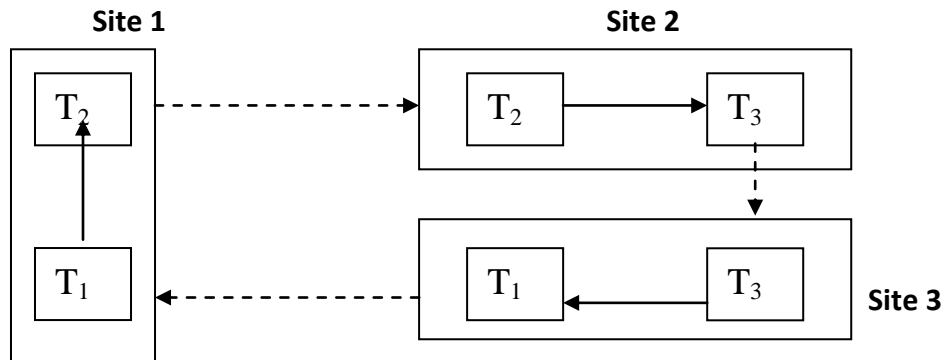 Site 1
Site 2
T₂
T₂
T₃
T₁
T₁
T₃
Site 3